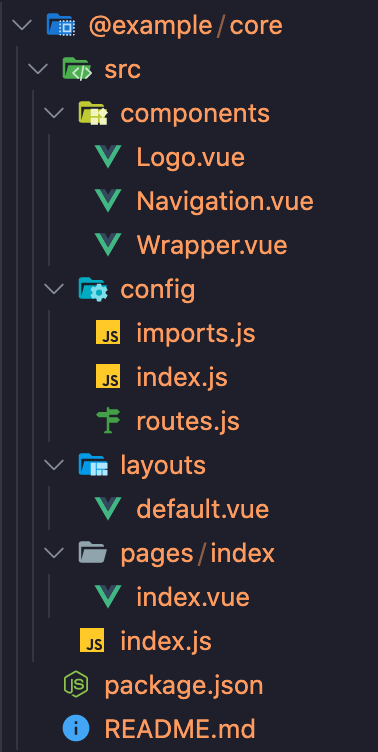 @example/core
src
components
Logo.vue
Navigation.vue
Wrapper.vue
config
JS imports.js
JS index.js
routes.js
layouts
default.vue
pages/index
index.vue
JS index.js
JS package.json
i README.md